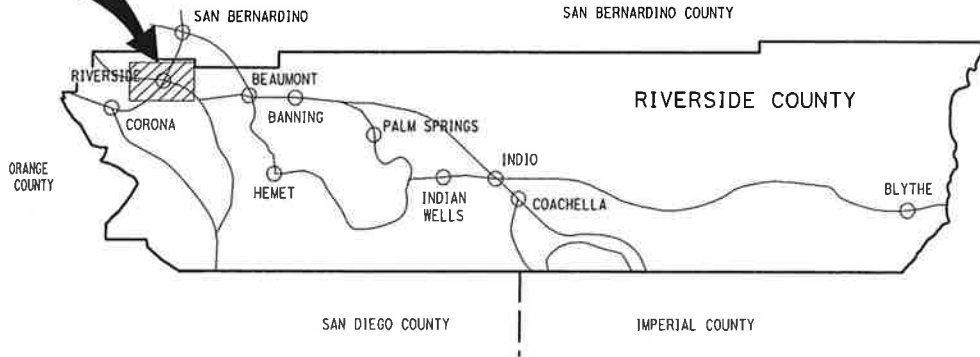 SAN BERNARDINO
SAN BERNARDINO COUNTY
RIVERSIDE
BEAUMONT
RIVERSIDE COUNTY
CORONA
BANNING
PALM SPRINGS
ORANGE
COUNTY
HEMET
INDIO
INDIAN
WELLS
COACHELLA
BLYTHE
SAN DIEGO COUNTY
IMPERIAL COUNTY